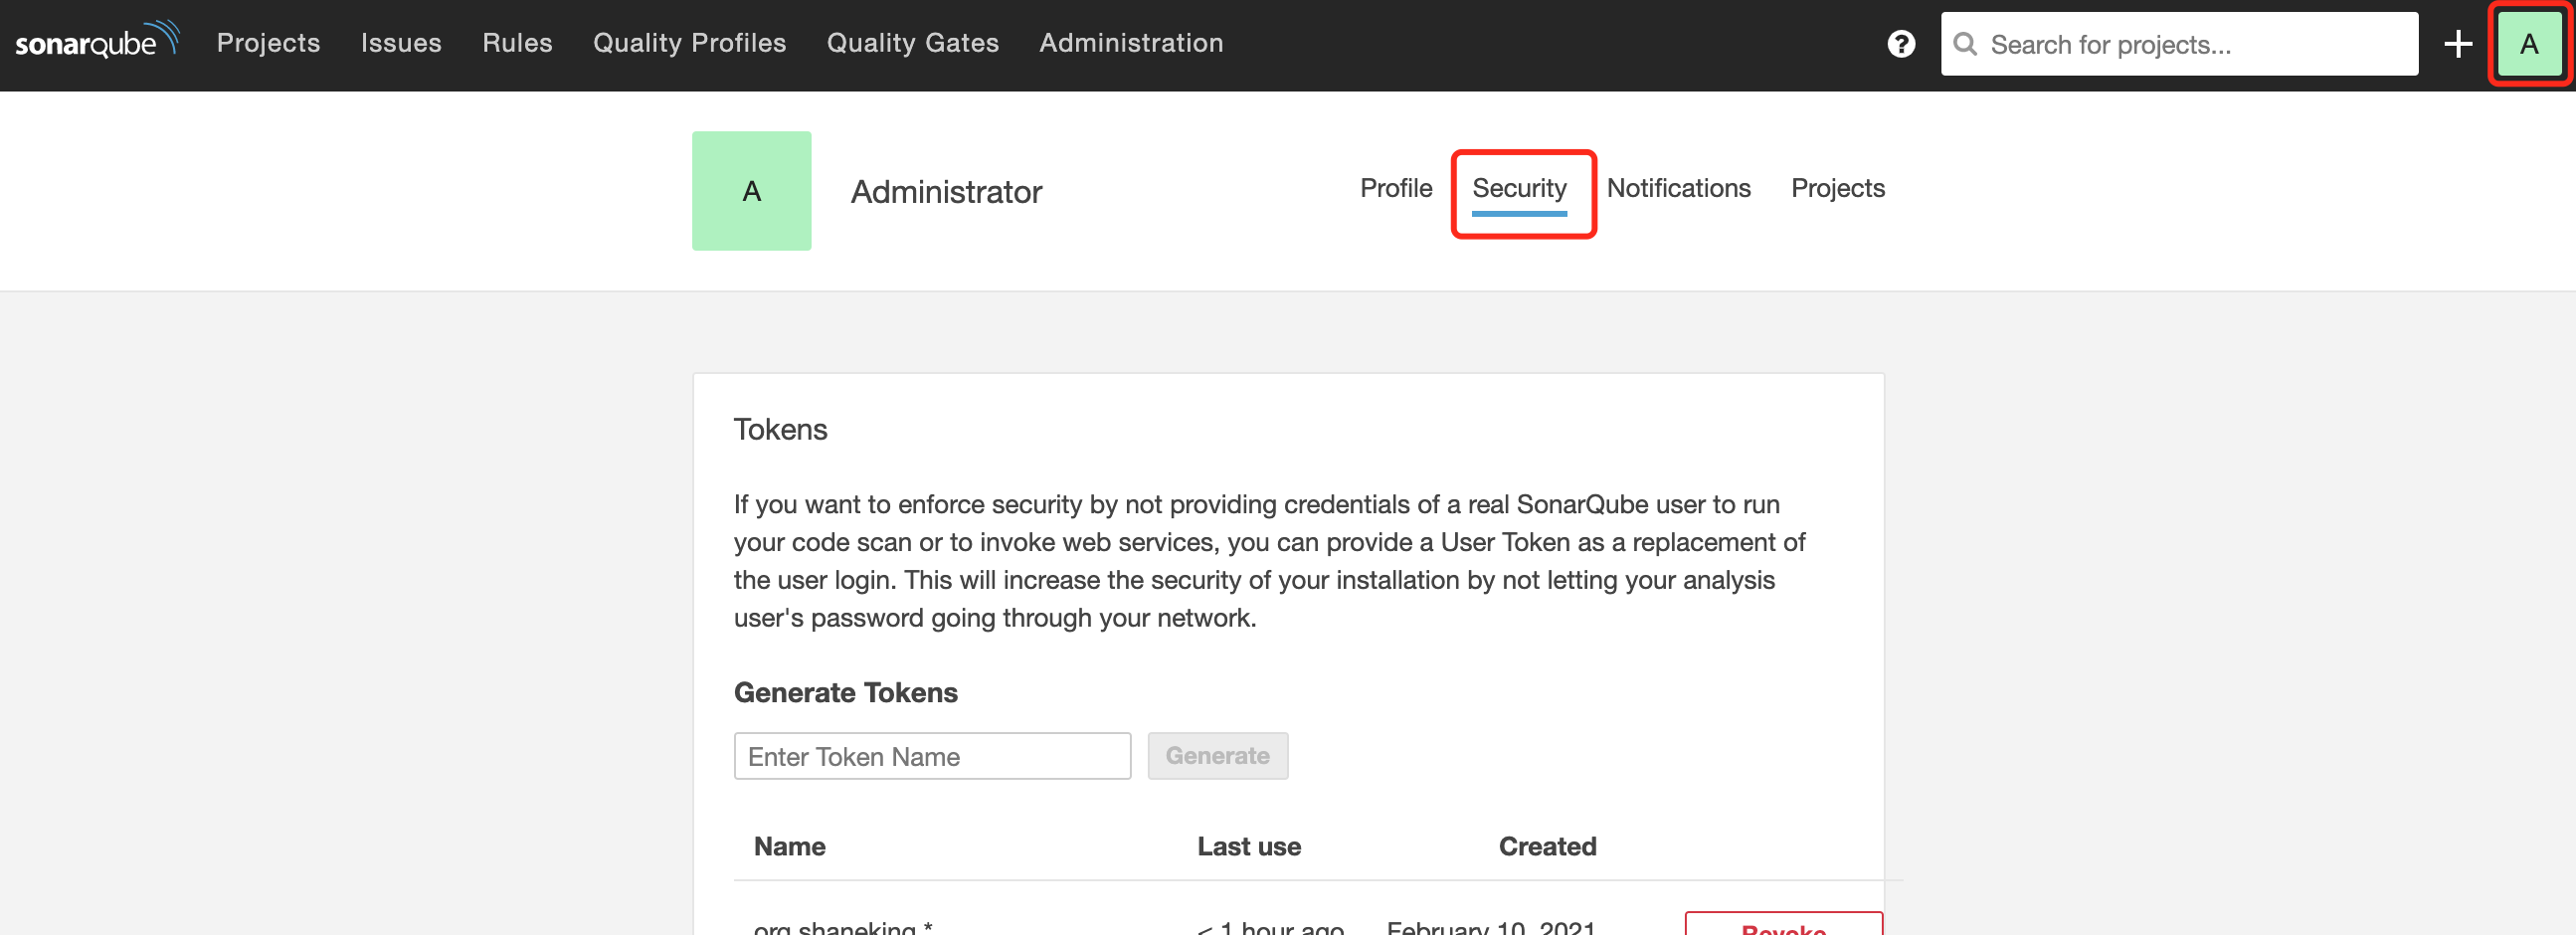 sonarqube Projects Issues Rules Quality Profiles Quality Gates Administration ? Search for projects... A
A Administrator Profile Security Notifications Projects
Tokens
If you want to enforce security by not providing credentials of a real SonarQube user to run
your code scan or to invoke web services, you can provide a User Token as a replacement of
the user login. This will increase the security of your installation by not letting your analysis
user's password going through your network.
Generate Tokens
Enter Token Name Generate
Name Last use Created
org.shaneking.* < 1 hour ago February 10, 2021 Revoke